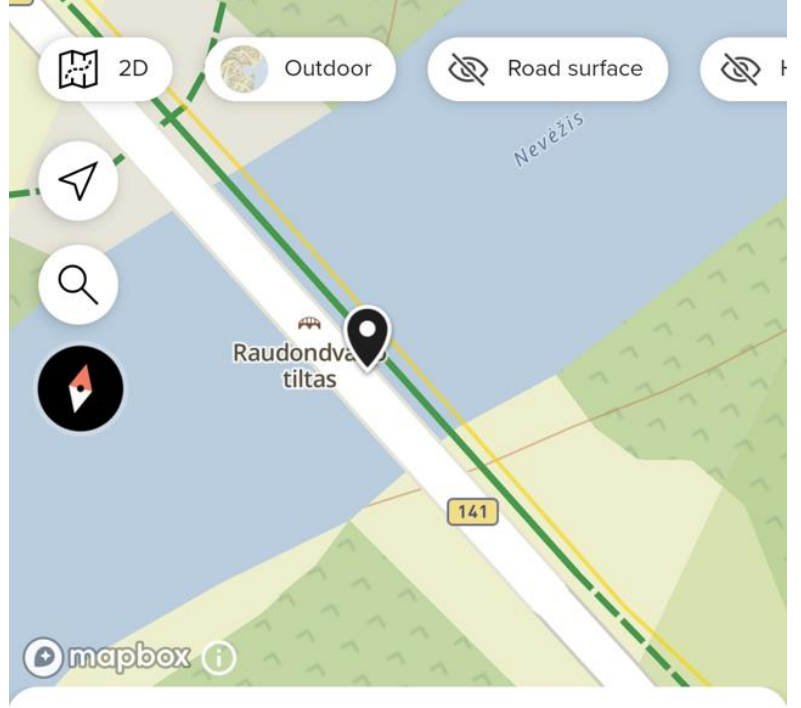 2D
Outdoor
Road surface
H
Nevėžis
Raudondva
tiltas
141
mapbox